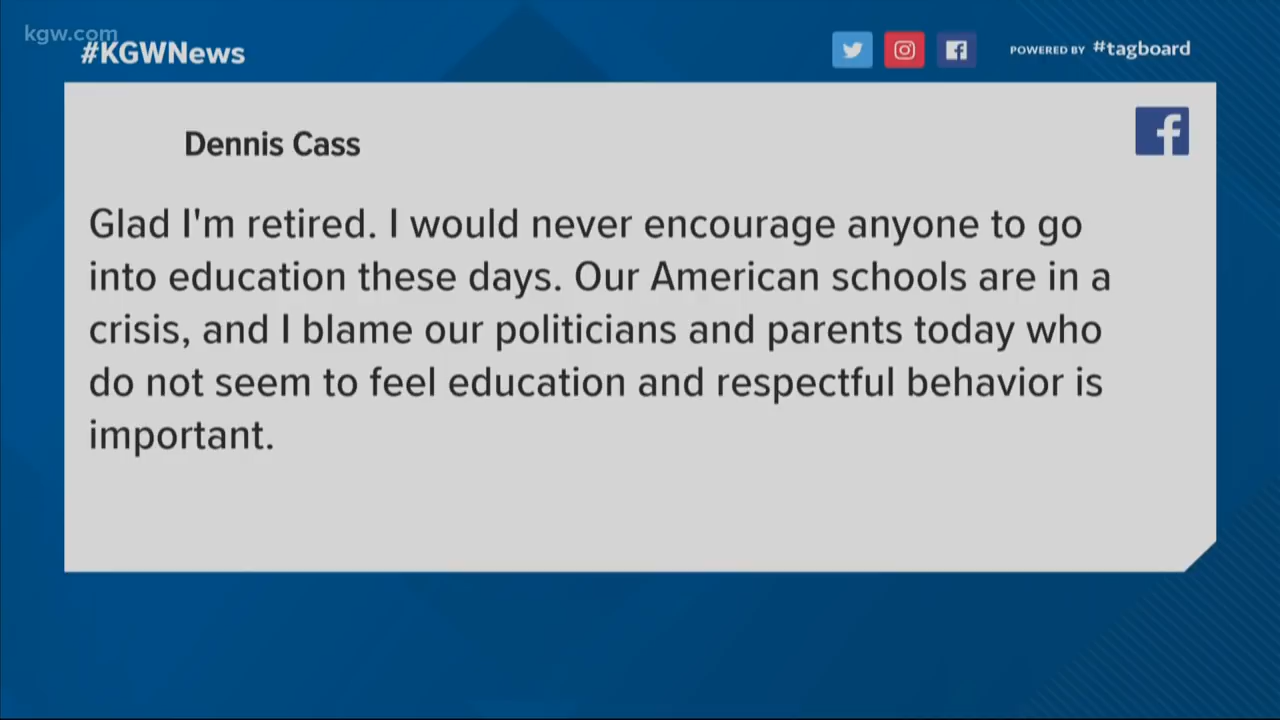 kgw.com
#KGWNews
POWERED BY #tagboard
Dennis Cass
Glad I'm retired. I would never encourage anyone to go
into education these days. Our American schools are in a
crisis, and I blame our politicians and parents today who
do not seem to feel education and respectful behavior is
important.